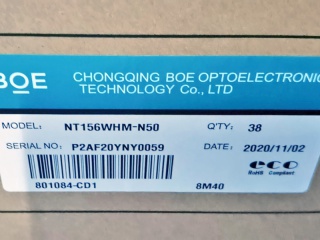 BOE CHONGQING BOE OPTOELECTRONIC
TECHNOLOGY Co., LTD
MODEL: NT156WHM-N50 Q'TY: 38
SERIAL NO: P2AF20YNY0059 DATE: 2020/11/02
eco
RoHS Compliant
801084-CD1 8M40